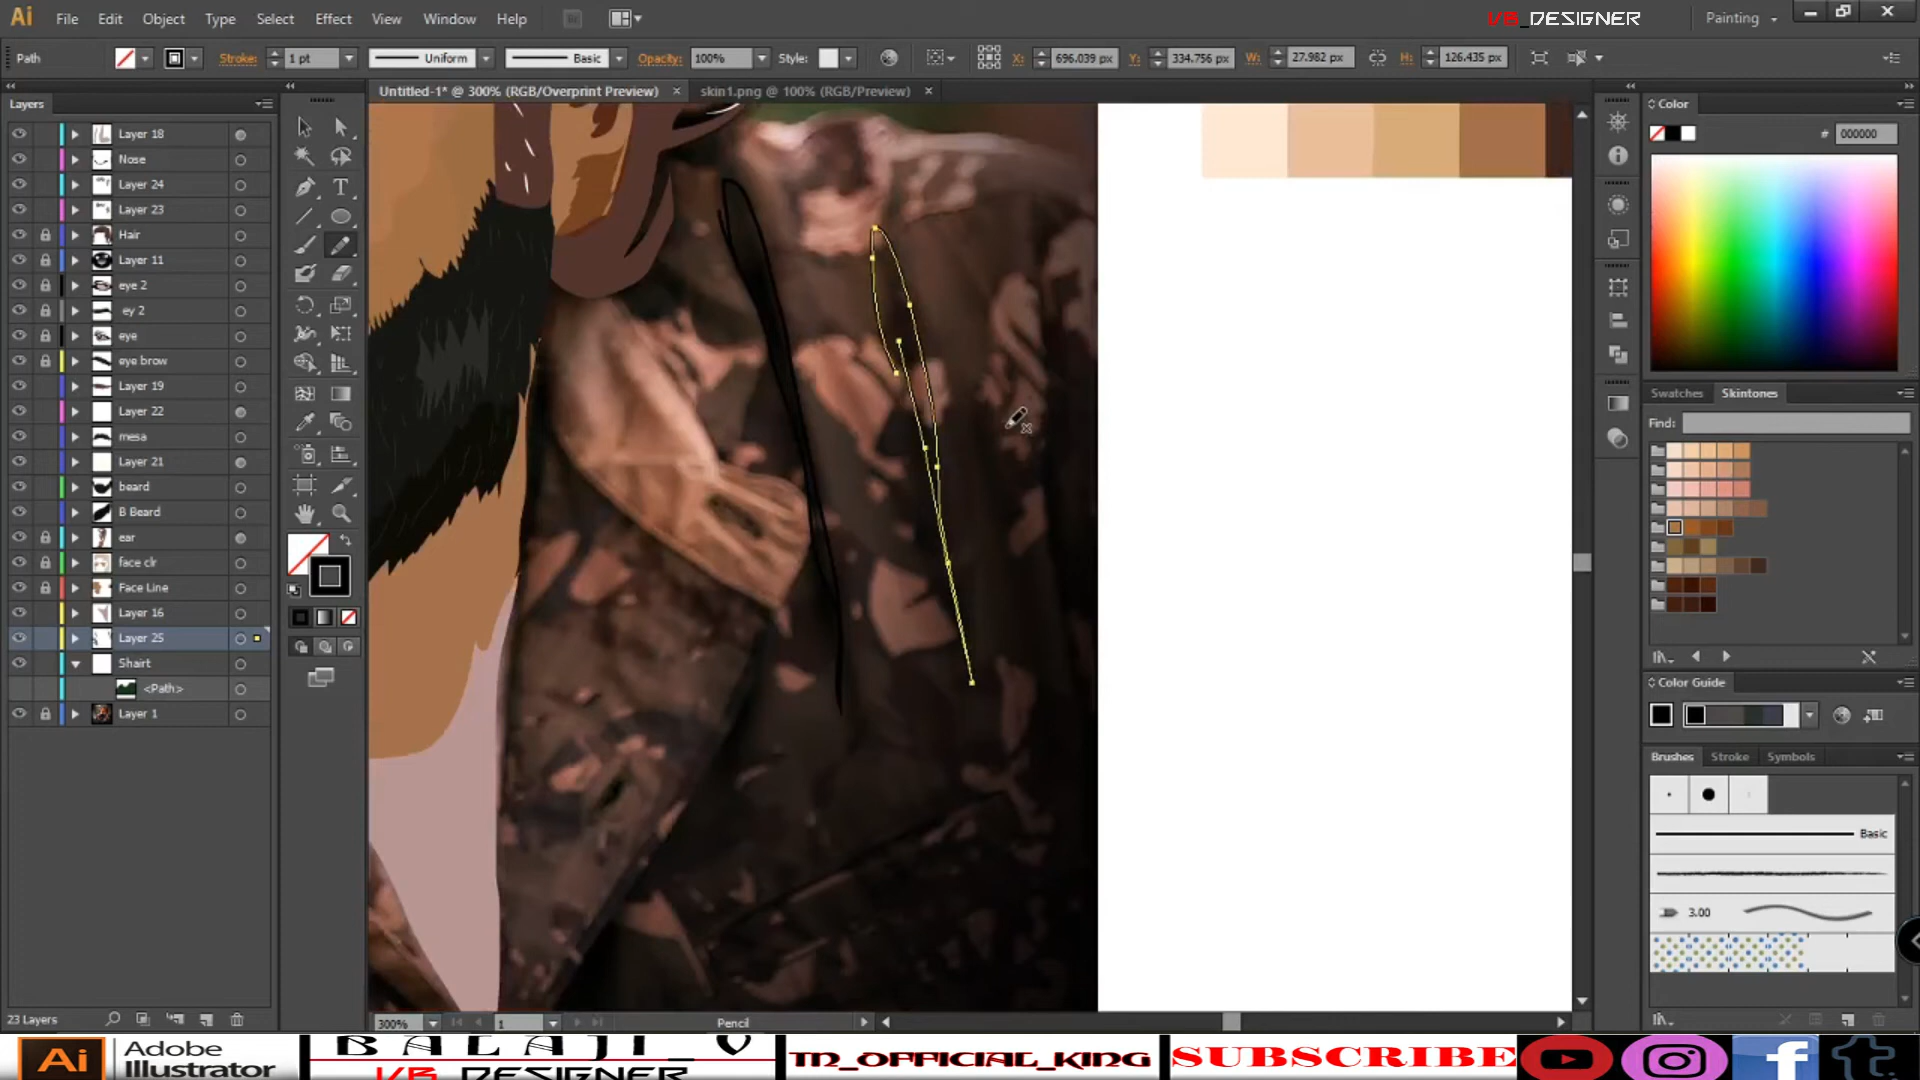 Ai File Edit Object Type Select Effect View Window Help Br VB_DESIGNER Painting
Path Stroke: 1 pt Uniform Basic Opacity: 100% Style: X: 696.039 px Y: 334.756 px W: 27.982 px H: 126.435 px
Untitled-1* @ 300% (RGB/Overprint Preview) × skin1.png @ 100% (RGB/Preview) ×
Layers
Layer 18
Nose
Layer 24
Layer 23
Hair
Layer 11
eye 2
ey 2
eye
eye brow
Layer 19
Layer 22
mesa
Layer 21
beard
B Beard
ear
face clr
Face Line
Layer 16
Layer 25
Shairt
<Path>
Layer 1
23 Layers
Color
# 000000
Swatches Skintones
Find:
Color Guide
Brushes Stroke Symbols
Basic
3.00
300% 1 Pencil
Ai Adobe Illustrator
BALAJI_V
VB DESIGNER
TN_OFFICIAL_KING
SUBSCRIBE